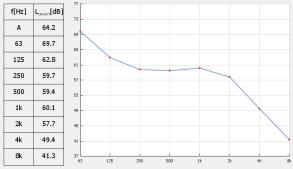 f[Hz] L [dB]
A 64.2
63 69.7
125 62.8
250 59.7
500 59.4
1k 60.1
2k 57.7
4k 49.4
8k 41.3
77
73
69
65
61
57
53
49
45
41
37
63 125 250 500 1k 2k 4k 8k